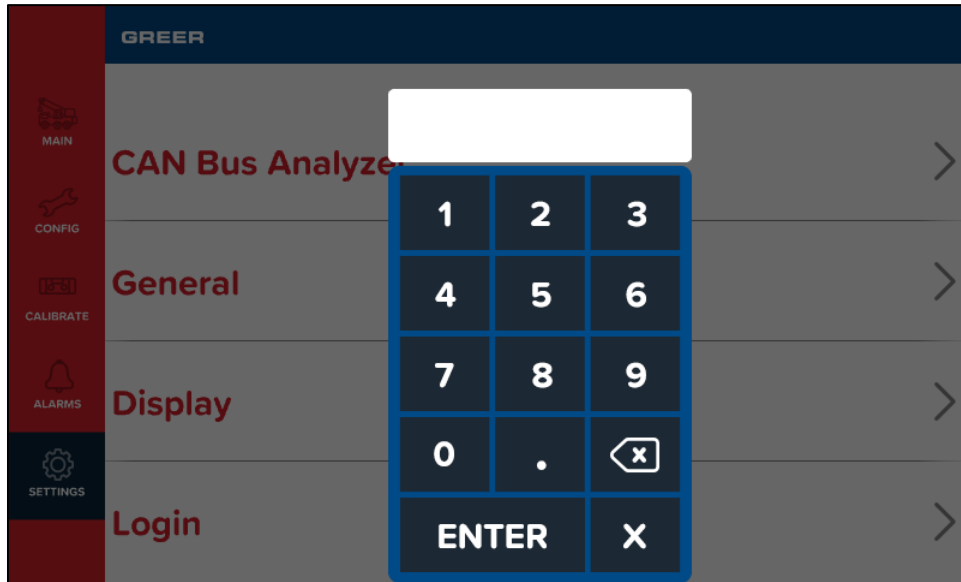 GREER
MAIN
CONFIG
CALIBRATE
ALARMS
SETTINGS
CAN Bus Analyzer
General
Display
Login
1 2 3
4 5 6
7 8 9
0 .
ENTER X